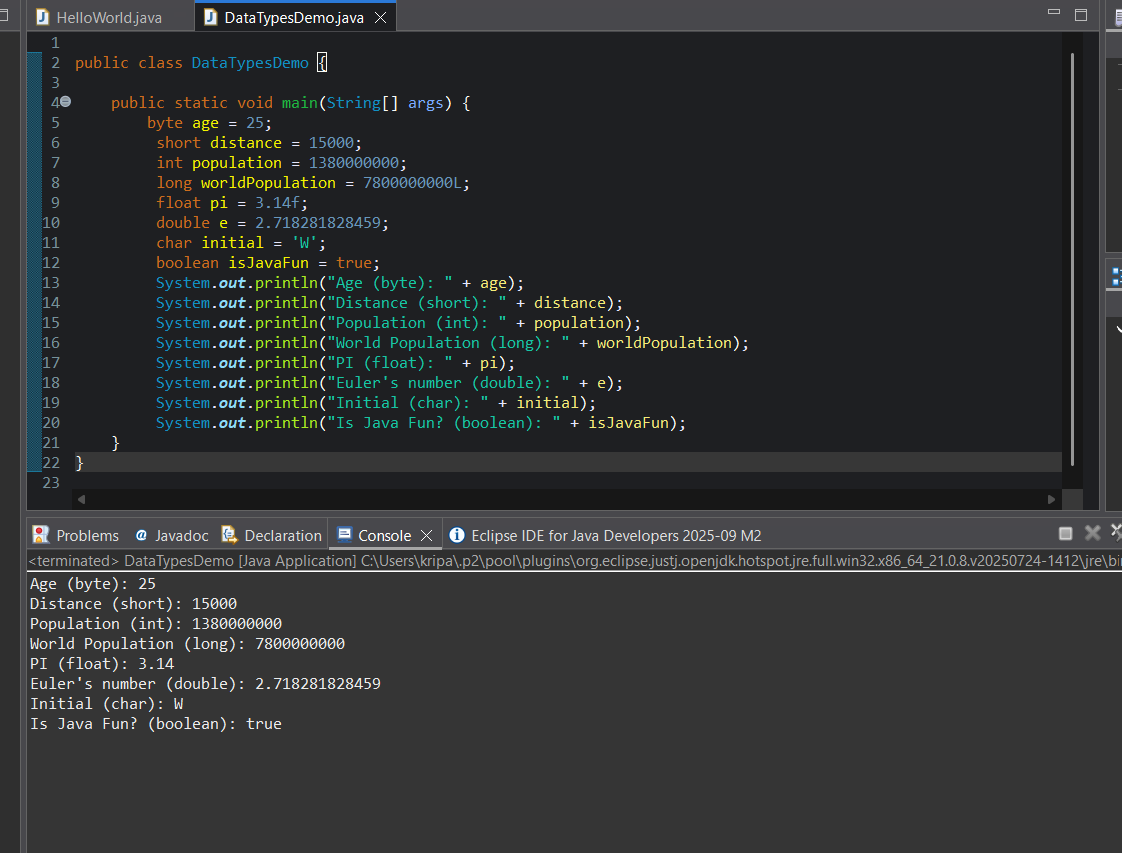 HelloWorld.java DataTypesDemo.java
1
2 public class DataTypesDemo {
3
4 public static void main(String[] args) {
5 byte age = 25;
6 short distance = 15000;
7 int population = 1380000000;
8 long worldPopulation = 7800000000L;
9 float pi = 3.14f;
10 double e = 2.718281828459;
11 char initial = 'W';
12 boolean isJavaFun = true;
13 System.out.println("Age (byte): " + age);
14 System.out.println("Distance (short): " + distance);
15 System.out.println("Population (int): " + population);
16 System.out.println("World Population (long): " + worldPopulation);
17 System.out.println("PI (float): " + pi);
18 System.out.println("Euler's number (double): " + e);
19 System.out.println("Initial (char): " + initial);
20 System.out.println("Is Java Fun? (boolean): " + isJavaFun);
21 }
22 }
23
Problems @ Javadoc Declaration Console Eclipse IDE for Java Developers 2025-09 M2
<terminated> DataTypesDemo [Java Application] C:\Users\kripa\.p2\pool\plugins\org.eclipse.justj.openjdk.hotspot.jre.full.win32.x86_64_21.0.8.v20250724-1412\jre\bin
Age (byte): 25
Distance (short): 15000
Population (int): 1380000000
World Population (long): 7800000000
PI (float): 3.14
Euler's number (double): 2.718281828459
Initial (char): W
Is Java Fun? (boolean): true